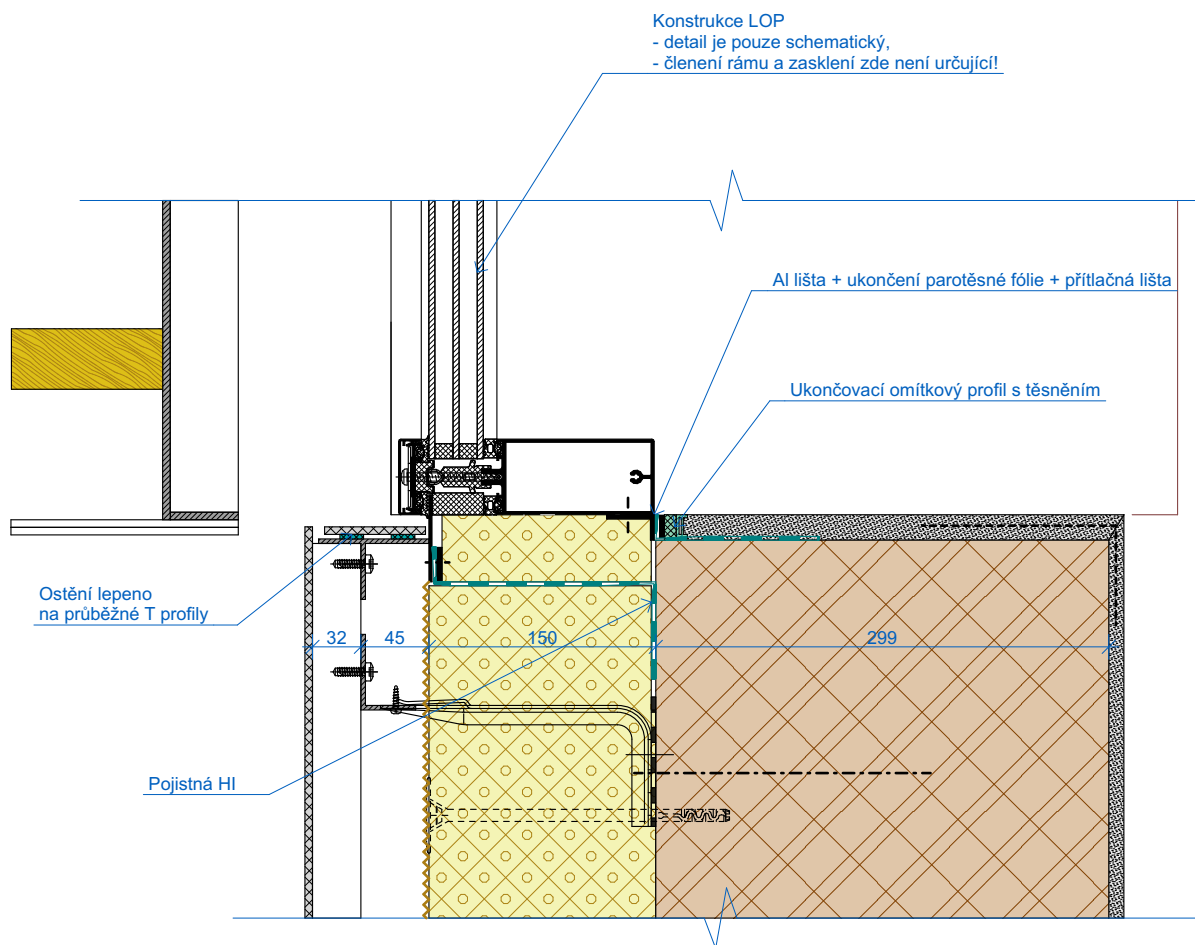 Konstrukce LOP
- detail je pouze schematický,
- členení rámu a zasklení zde není určující!
Al lišta + ukončení parotěsné fólie + přítlačná lišta
Ukončovací omítkový profil s těsněním
Ostění lepeno
na průběžné T profily
32
45
150
299
Pojistná HI